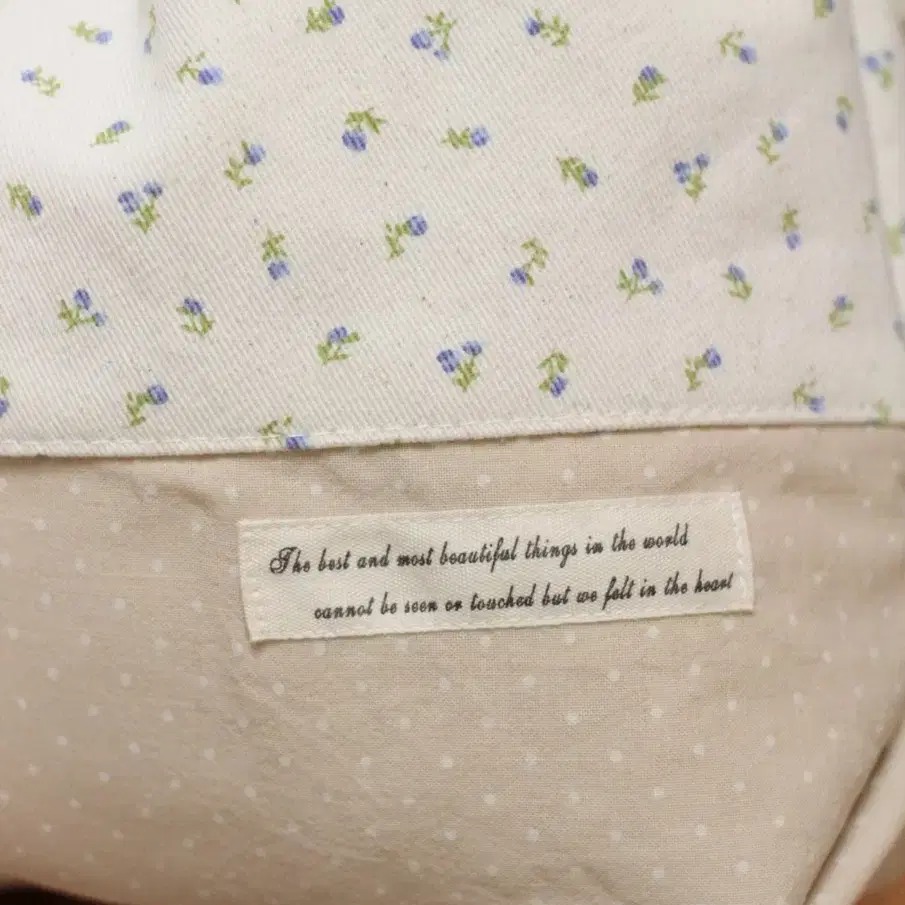 The best and most beautiful things in the world
cannot be seen or touched but we felt in the heart